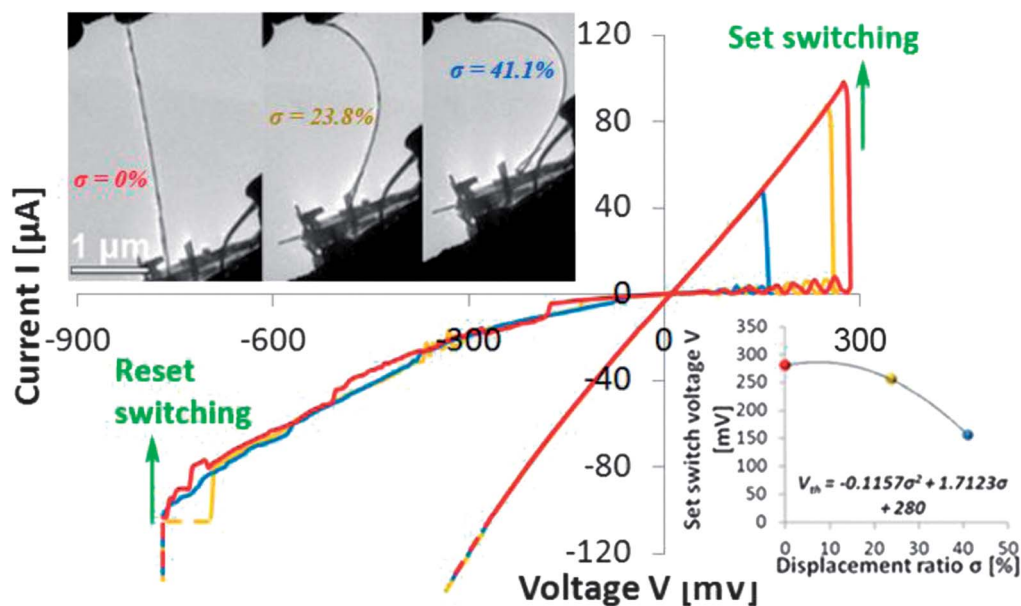 σ = 0%
1 μm
σ = 23.8%
σ = 41.1%
Set switching
Reset
switching
Current I [μA]
120
80
40
0
-40
-80
-120
-900
-600
-300
0
300
Voltage V [mv]
Set switch voltage V
[mV]
350
300
250
200
150
100
50
0
0
10
20
30
40
50
V_th = -0.1157σ² + 1.7123σ
+ 280
Displacement ratio σ [%]